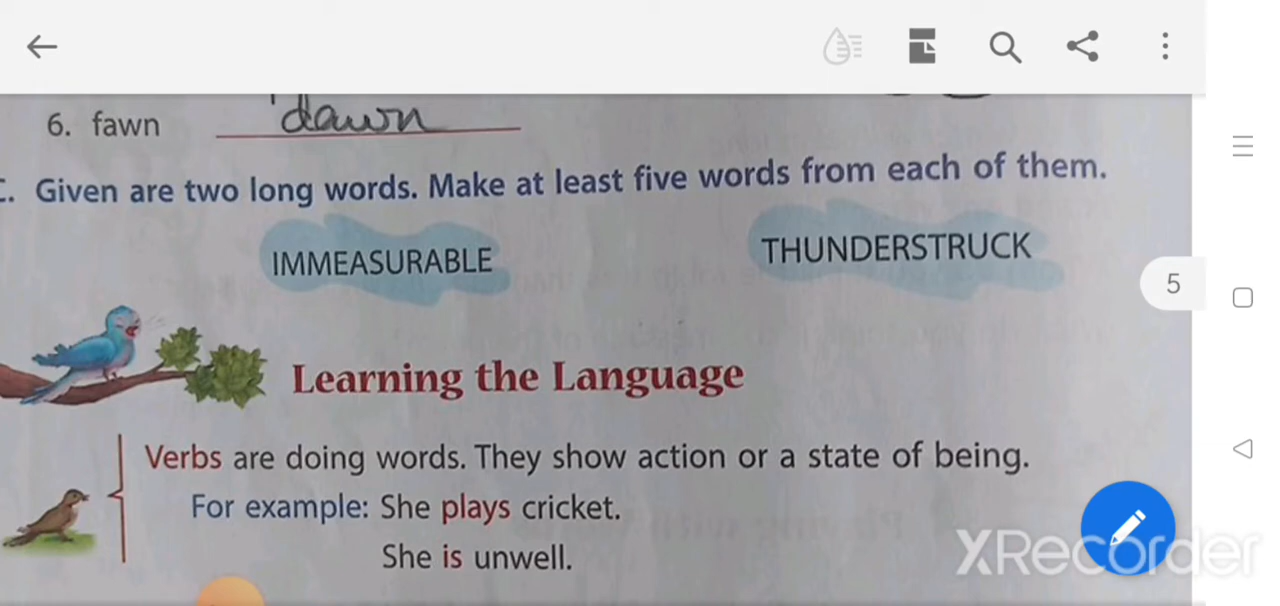 6. fawn dawn
C. Given are two long words. Make at least five words from each of them.
IMMEASURABLE THUNDERSTRUCK
5
Learning the Language
Verbs are doing words. They show action or a state of being.
For example: She plays cricket.
She is unwell.
XRecorder